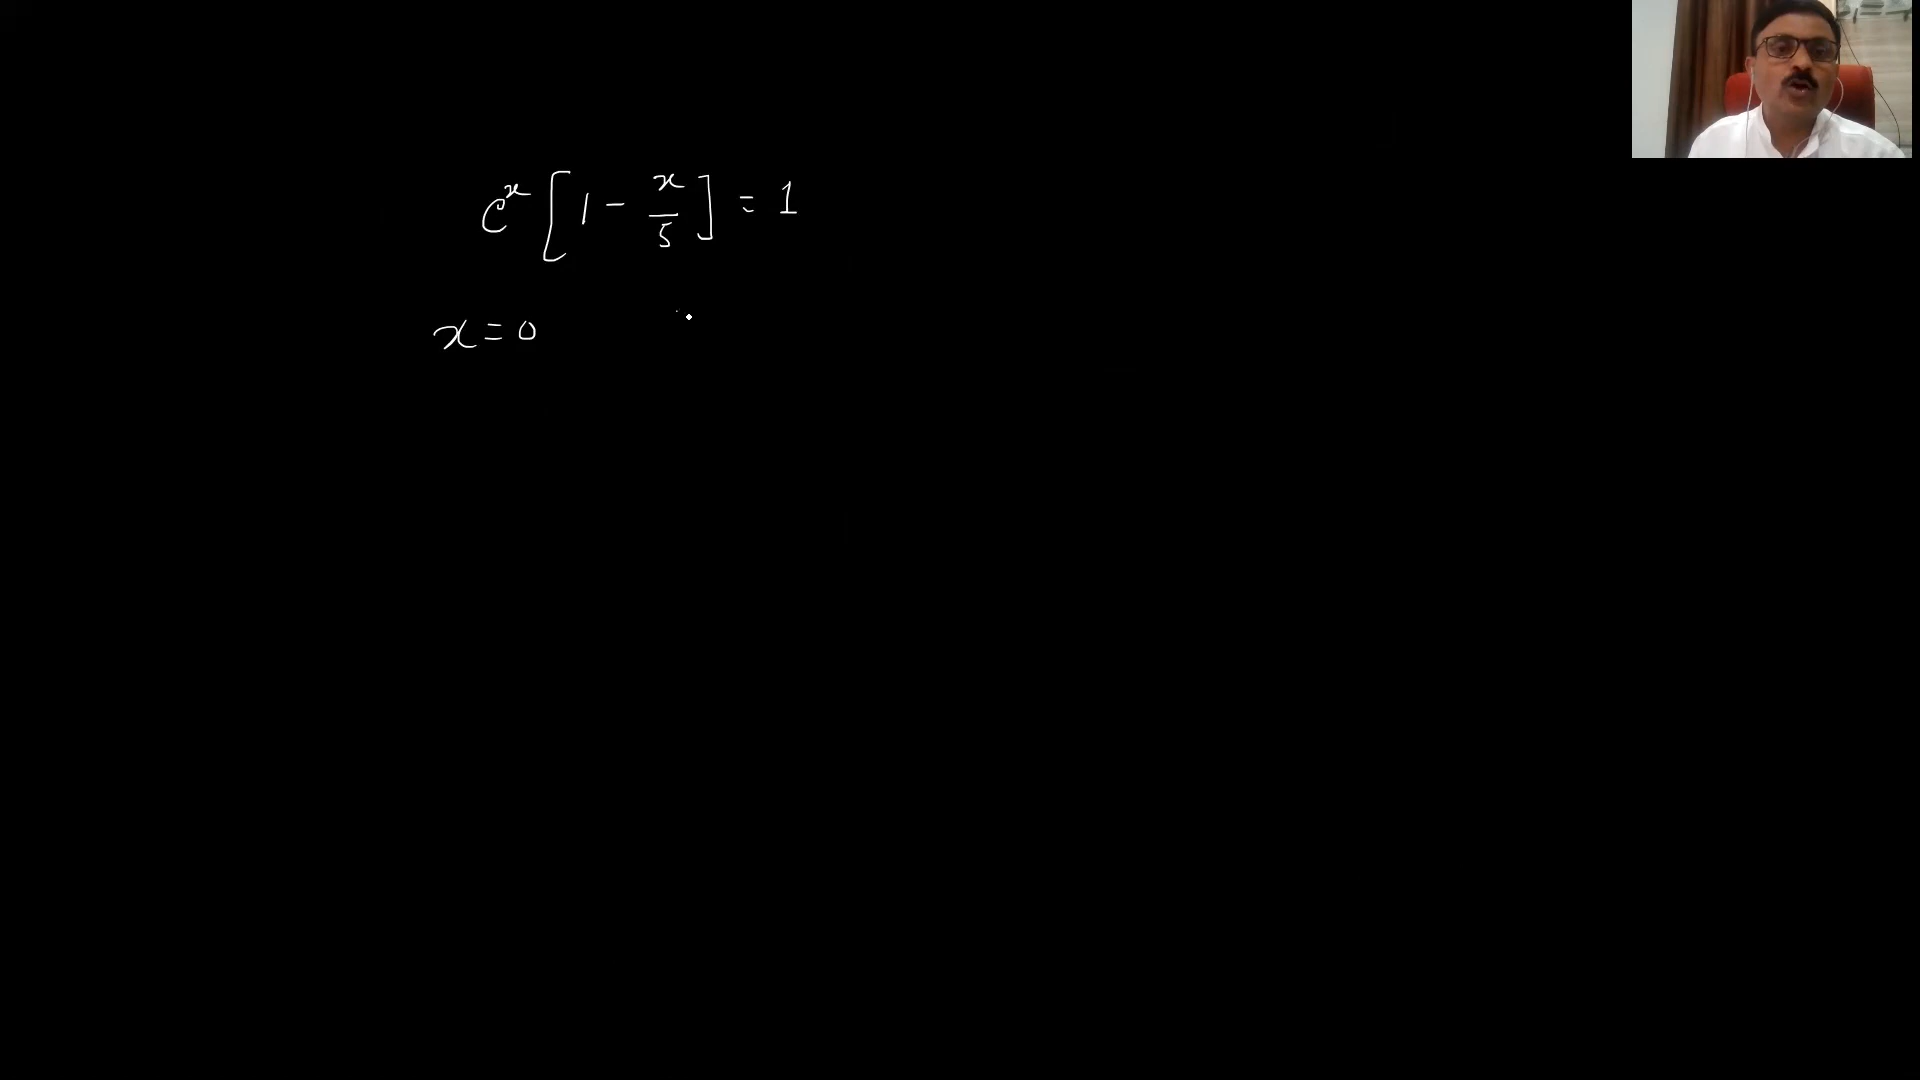 e^x [1 - x/5] = 1
x = 0